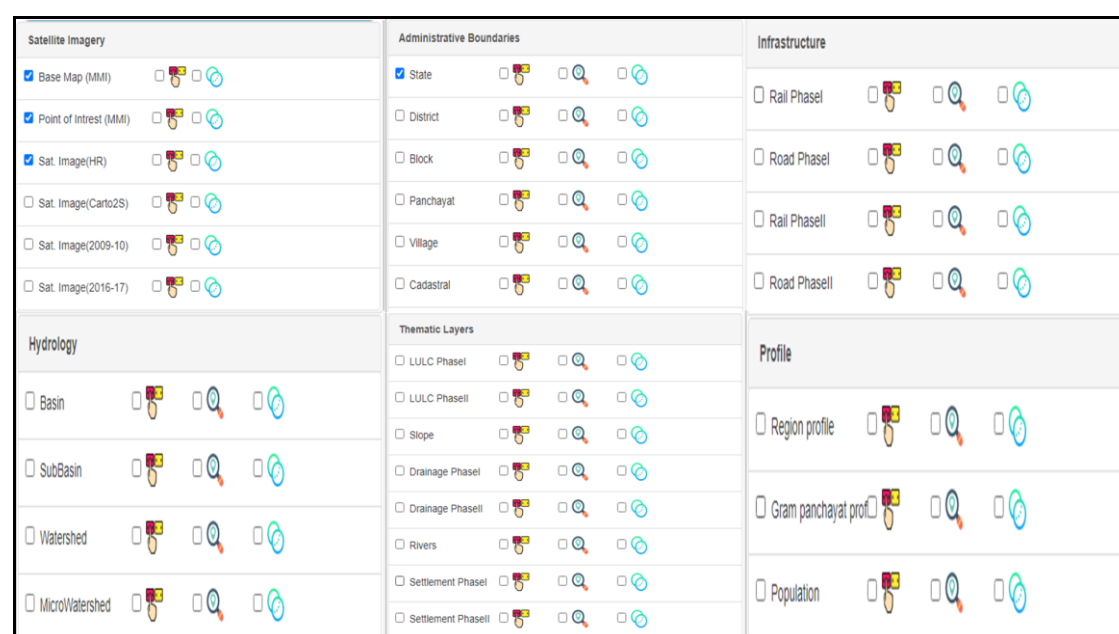 Satellite Imagery
Base Map (MMI)
Point of Intrest (MMI)
Sat. Image(HR)
Sat. Image(Carto2S)
Sat. Image(2009-10)
Sat. Image(2016-17)
Administrative Boundaries
State
District
Block
Panchayat
Village
Cadastral
Infrastructure
Rail PhaseI
Road PhaseI
Rail PhaseII
Road PhaseII
Hydrology
Basin
SubBasin
Watershed
MicroWatershed
Thematic Layers
LULC PhaseI
LULC PhaseII
Slope
Drainage PhaseI
Drainage PhaseII
Rivers
Settlement PhaseI
Settlement PhaseII
Profile
Region profile
Gram panchayat prof
Population